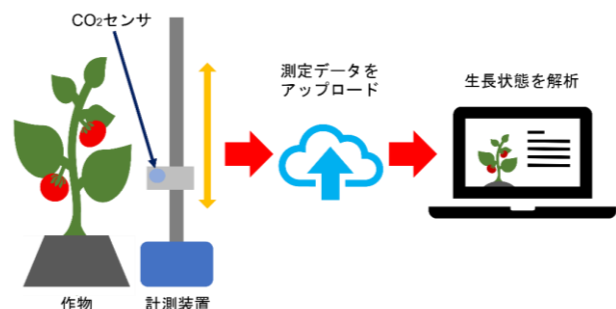 CO₂センサ
測定データを
アップロード
生長状態を解析
作物
計測装置